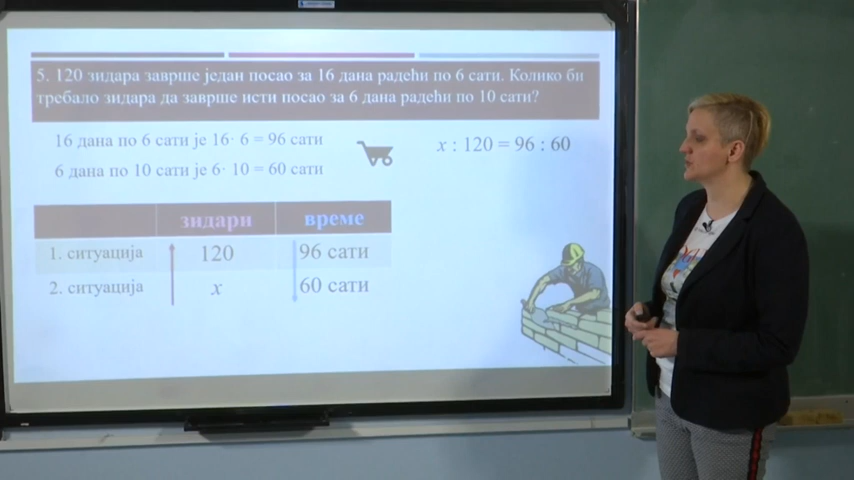 5. 120 зидара заврше један посао за 16 дана радећи по 6 сати. Колико би
требало зидара да заврше исти посао за 6 дана радећи по 10 сати?
16 дана по 6 сати је 16· 6 = 96 сати
6 дана по 10 сати је 6· 10 = 60 сати
x : 120 = 96 : 60
зидари време
1. ситуација 120 96 сати
2. ситуација x 60 сати